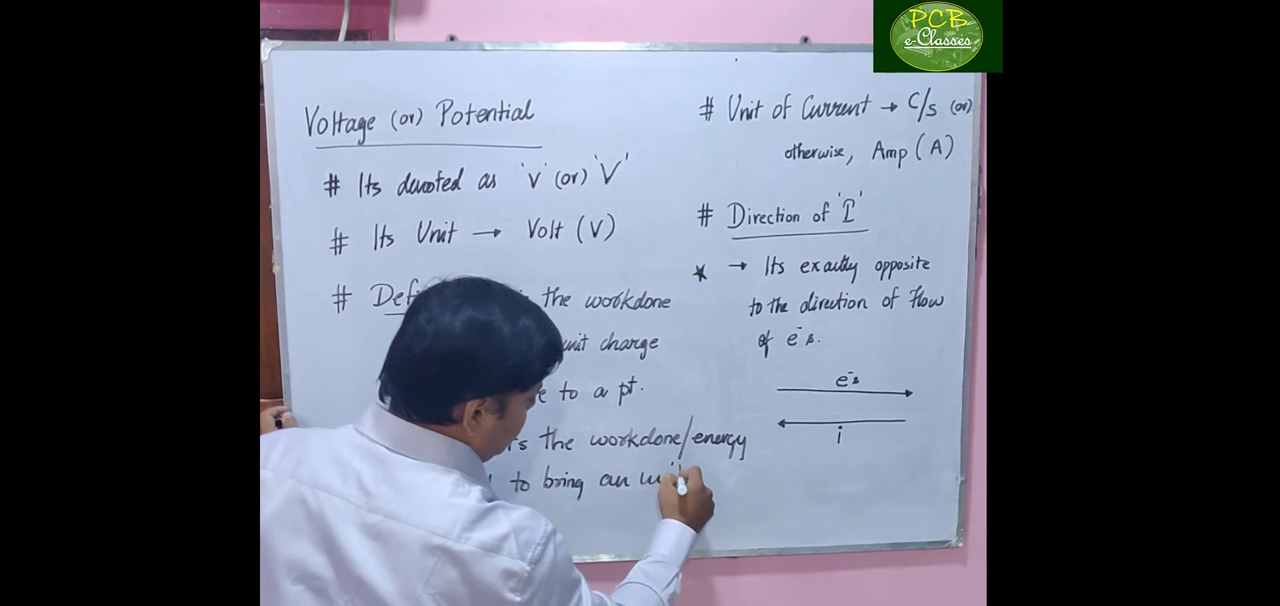 PCB
e-Classes
Voltage (or) Potential
# Its denoted as 'v' (or) 'V'
# Its Unit → Volt (V)
# Def the workdone
unit charge
to a pt.
the workdone/energy
to bring an
# Unit of Current → C/s (or)
otherwise, Amp (A)
# Direction of 'I'
* → Its exactly opposite
to the direction of flow
of e⁻s.
e⁻s
i